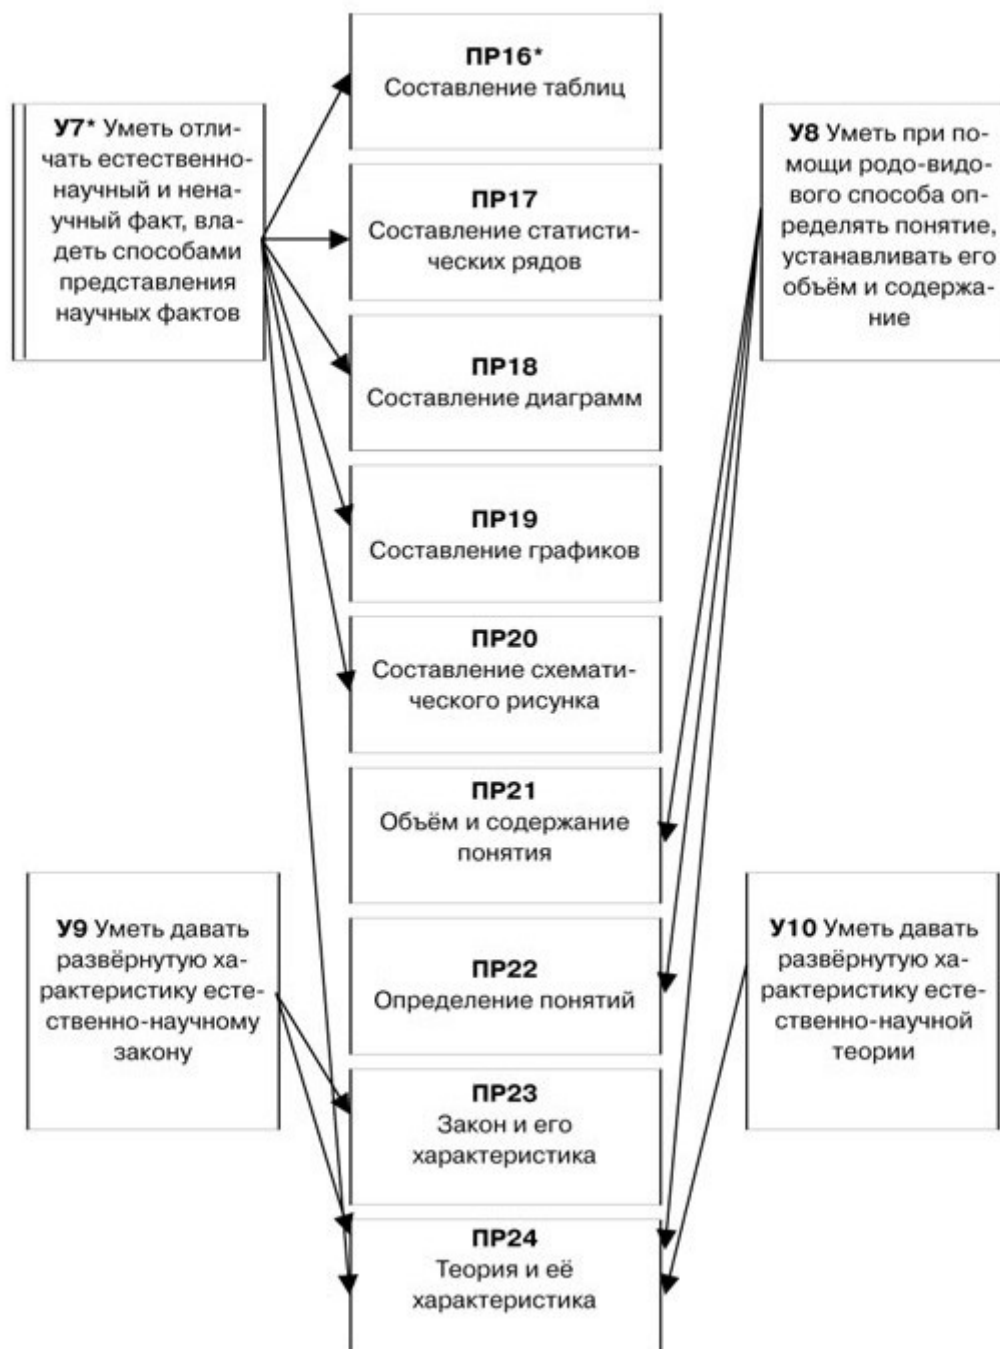 ПР16*
Составление таблиц
У7* Уметь отли-
чать естественно-
научный и нена-
учный факт, вла-
деть способами
представления
научных фактов
ПР17
Составление статисти-
ческих рядов
У8 Уметь при по-
мощи родо-видо-
вого способа оп-
ределять понятие,
устанавливать его
объём и содержа-
ние
ПР18
Составление диаграмм
ПР19
Составление графиков
ПР20
Составление схемати-
ческого рисунка
ПР21
Объём и содержание
понятия
У9 Уметь давать
развёрнутую ха-
рактеристику есте-
ственно-научному
закону
ПР22
Определение понятий
У10 Уметь давать
развёрнутую ха-
рактеристику есте-
ственно-научной
теории
ПР23
Закон и его
характеристика
ПР24
Теория и её
характеристика